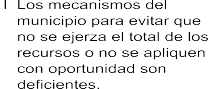 l Los mecanismos del
municipio para evitar que
no se ejerza el total de los
recursos o no se apliquen
con oportunidad son
deficientes.